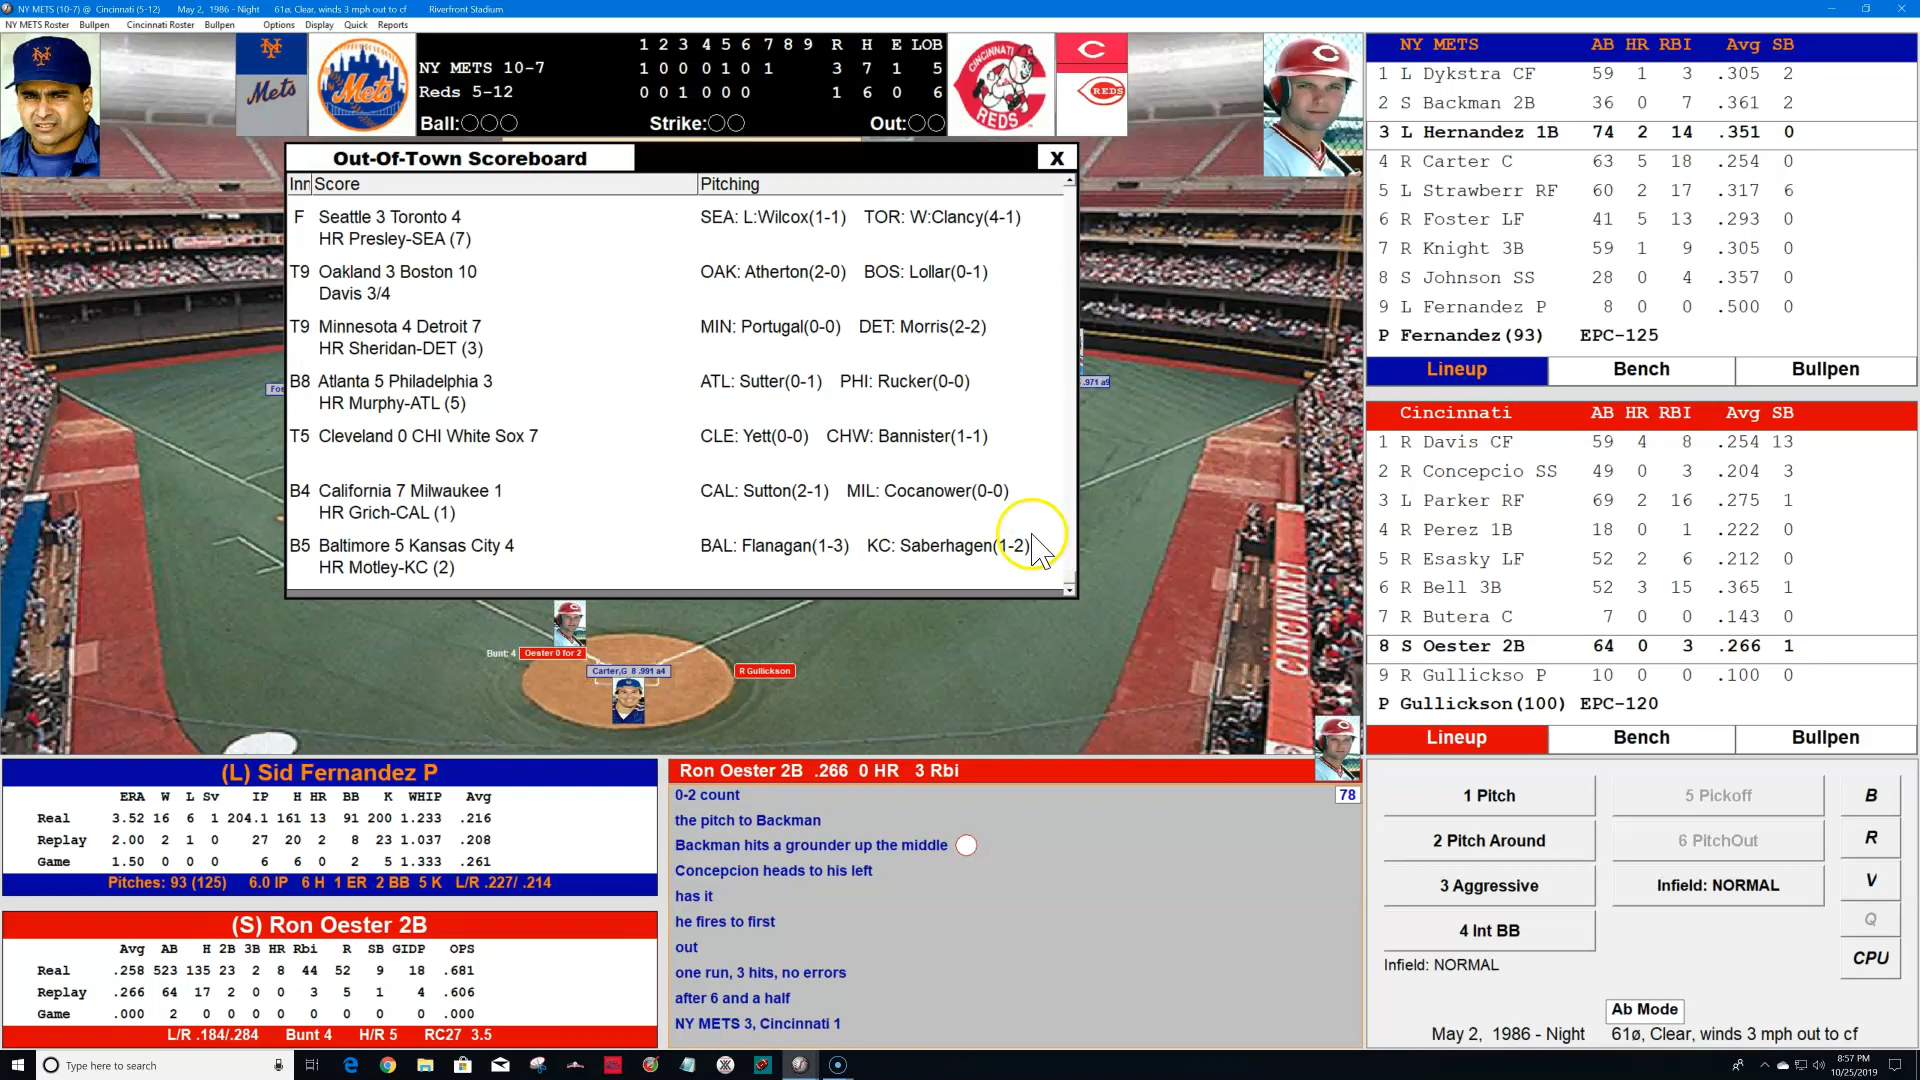 NY METS (10-7) @ Cincinnati (5-12) May 2, 1986 - Night 61ø, Clear, winds 3 mph out to cf Riverfront Stadium
NY METS Roster Bullpen Cincinnati Roster Bullpen Options Display Quick Reports
NY
Mets
Mets
1 2 3 4 5 6 7 8 9 R H E LOB
NY METS 10-7 1 0 0 0 1 0 1 3 7 1 5
Reds 5-12 0 0 1 0 0 0 1 6 0 6
Ball: Strike: Out:
CINCINNATI
REDS
C
REDS
Out-Of-Town Scoreboard X
Inn Score Pitching
F Seattle 3 Toronto 4 SEA: L:Wilcox(1-1) TOR: W:Clancy(4-1)
HR Presley-SEA (7)
T9 Oakland 3 Boston 10 OAK: Atherton(2-0) BOS: Lollar(0-1)
Davis 3/4
T9 Minnesota 4 Detroit 7 MIN: Portugal(0-0) DET: Morris(2-2)
HR Sheridan-DET (3)
B8 Atlanta 5 Philadelphia 3 ATL: Sutter(0-1) PHI: Rucker(0-0)
HR Murphy-ATL (5)
T5 Cleveland 0 CHI White Sox 7 CLE: Yett(0-0) CHW: Bannister(1-1)
B4 California 7 Milwaukee 1 CAL: Sutton(2-1) MIL: Cocanower(0-0)
HR Grich-CAL (1)
B5 Baltimore 5 Kansas City 4 BAL: Flanagan(1-3) KC: Saberhagen(1-2)
HR Motley-KC (2)
Fos
.971 a9
Bunt: 4 Oester 0 for 2
Carter,G 8 .991 a4
R Gullickson
CINCINNATI
NY METS AB HR RBI Avg SB
1 L Dykstra CF 59 1 3 .305 2
2 S Backman 2B 36 0 7 .361 2
3 L Hernandez 1B 74 2 14 .351 0
4 R Carter C 63 5 18 .254 0
5 L Strawberr RF 60 2 17 .317 6
6 R Foster LF 41 5 13 .293 0
7 R Knight 3B 59 1 9 .305 0
8 S Johnson SS 28 0 4 .357 0
9 L Fernandez P 8 0 0 .500 0
P Fernandez(93) EPC-125
Lineup Bench Bullpen
Cincinnati AB HR RBI Avg SB
1 R Davis CF 59 4 8 .254 13
2 R Concepcio SS 49 0 3 .204 3
3 L Parker RF 69 2 16 .275 1
4 R Perez 1B 18 0 1 .222 0
5 R Esasky LF 52 2 6 .212 0
6 R Bell 3B 52 3 15 .365 1
7 R Butera C 7 0 0 .143 0
8 S Oester 2B 64 0 3 .266 1
9 R Gullickso P 10 0 0 .100 0
P Gullickson(100) EPC-120
Lineup Bench Bullpen
(L) Sid Fernandez P
ERA W L Sv IP H HR BB K WHIP Avg
Real 3.52 16 6 1 204.1 161 13 91 200 1.233 .216
Replay 2.00 2 1 0 27 20 2 8 23 1.037 .208
Game 1.50 0 0 0 6 6 0 2 5 1.333 .261
Pitches: 93 (125) 6.0 IP 6 H 1 ER 2 BB 5 K L/R .227/ .214
(S) Ron Oester 2B
Avg AB H 2B 3B HR Rbi R SB GIDP OPS
Real .258 523 135 23 2 8 44 52 9 18 .681
Replay .266 64 17 2 0 0 3 5 1 4 .606
Game .000 2 0 0 0 0 0 0 0 0 .000
L/R .184/.284 Bunt 4 H/R 5 RC27 3.5
Ron Oester 2B .266 0 HR 3 Rbi
78
0-2 count
the pitch to Backman
Backman hits a grounder up the middle
Concepcion heads to his left
has it
he fires to first
out
one run, 3 hits, no errors
after 6 and a half
NY METS 3, Cincinnati 1
1 Pitch 5 Pickoff B
2 Pitch Around 6 PitchOut R
3 Aggressive Infield: NORMAL V
4 Int BB Q
Infield: NORMAL CPU
Ab Mode
May 2, 1986 - Night 61ø, Clear, winds 3 mph out to cf
Type here to search
8:57 PM
10/25/2019